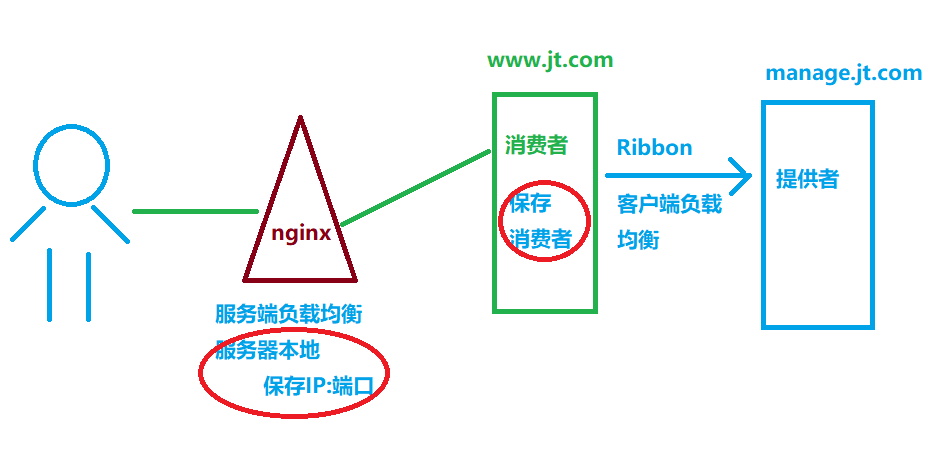 www.jt.com
manage.jt.com
消费者
Ribbon
提供者
保存
消费者
客户端负载
均衡
nginx
服务端负载均衡
服务器本地
保存IP:端口